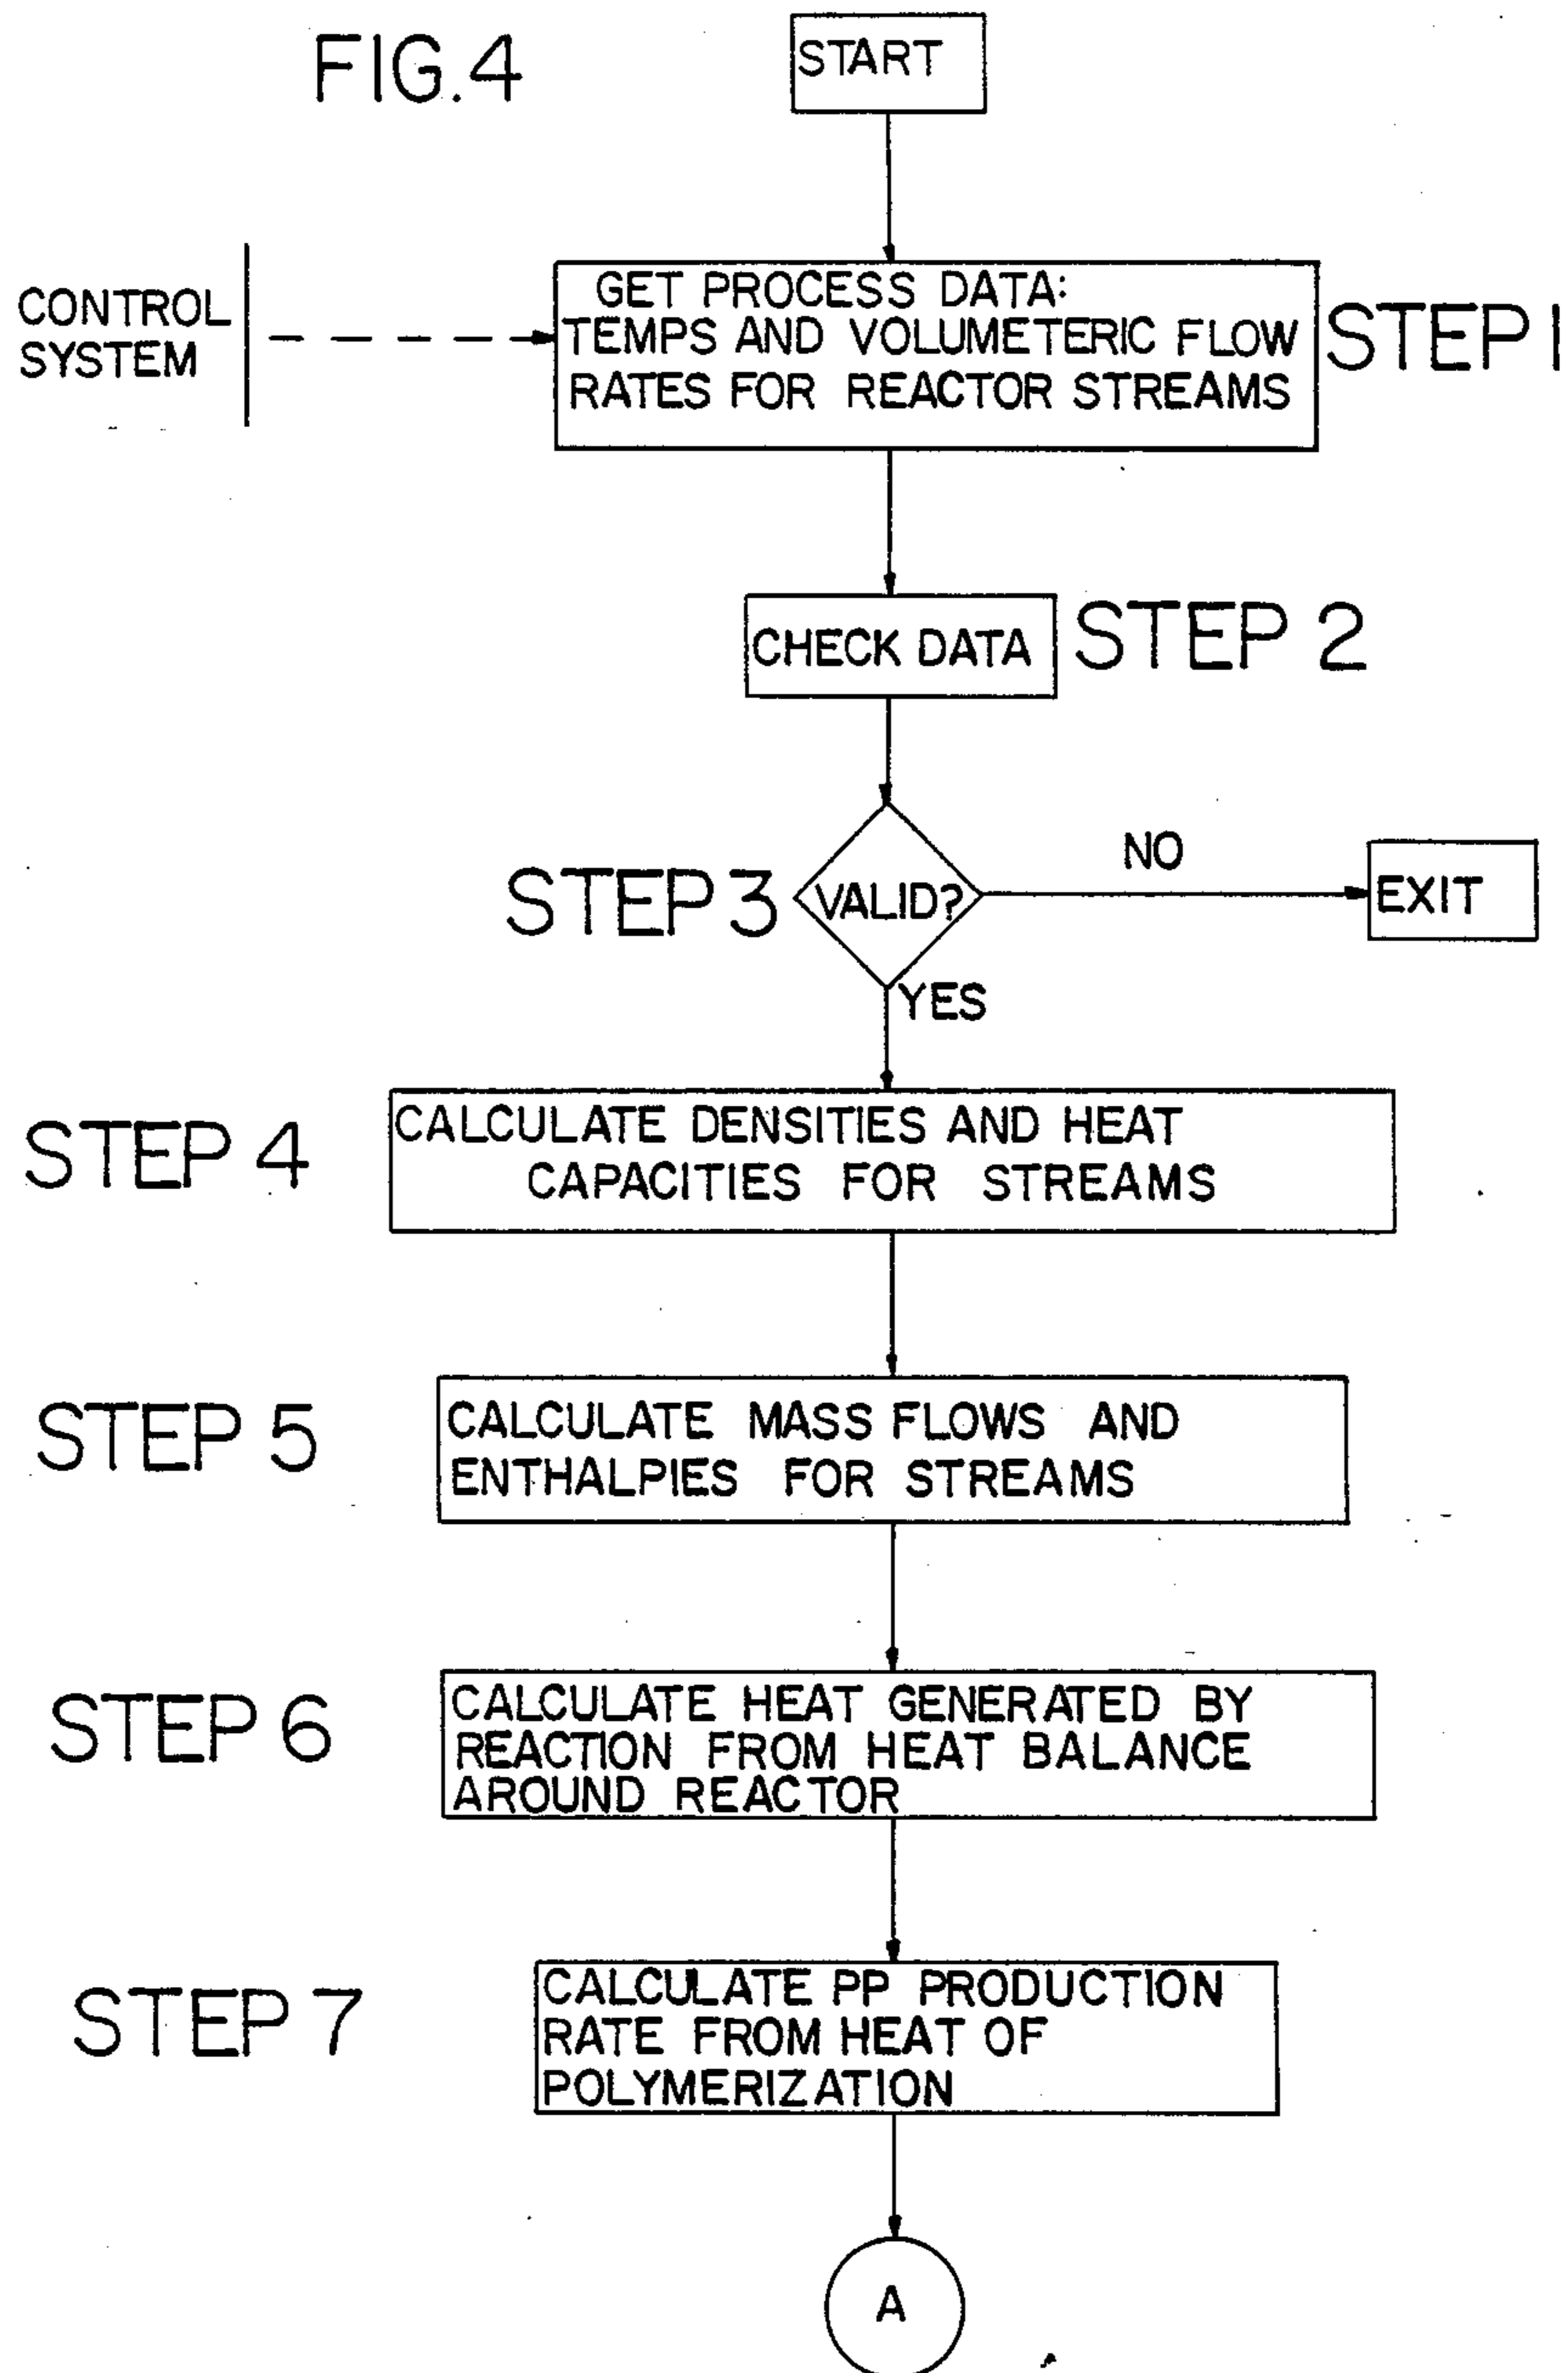 FIG.4
START
CONTROL
SYSTEM
GET PROCESS DATA:
TEMPS AND VOLUMETERIC FLOW
RATES FOR REACTOR STREAMS
STEP 1
CHECK DATA
STEP 2
STEP 3
VALID?
NO
EXIT
YES
STEP 4
CALCULATE DENSITIES AND HEAT
CAPACITIES FOR STREAMS
STEP 5
CALCULATE MASS FLOWS AND
ENTHALPIES FOR STREAMS
STEP 6
CALCULATE HEAT GENERATED BY
REACTION FROM HEAT BALANCE
AROUND REACTOR
STEP 7
CALCULATE PP PRODUCTION
RATE FROM HEAT OF
POLYMERIZATION
A